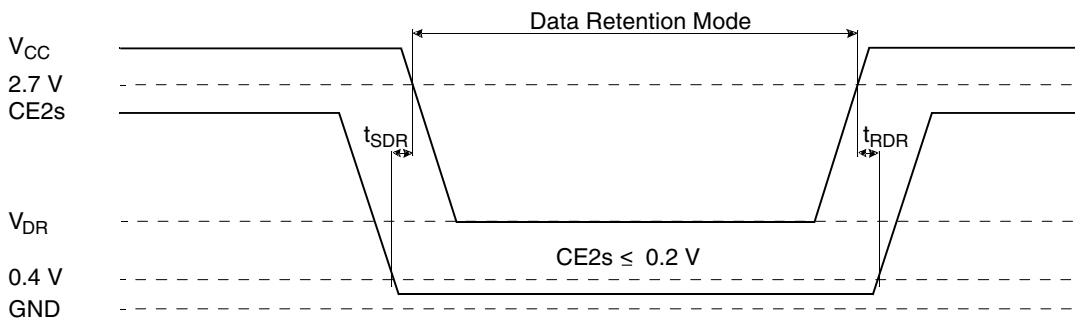 Data Retention Mode
VCC
2.7 V
CE2s
tSDR
tRDR
VDR
CE2s ≤ 0.2 V
0.4 V
GND